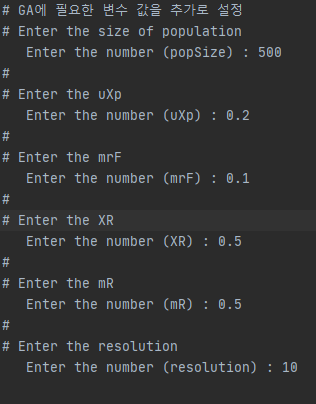 # GA에 필요한 변수 값을 추가로 설정
# Enter the size of population
Enter the number (popSize) : 500
#
# Enter the uXp
Enter the number (uXp) : 0.2
#
# Enter the mrF
Enter the number (mrF) : 0.1
#
# Enter the XR
Enter the number (XR) : 0.5
#
# Enter the mR
Enter the number (mR) : 0.5
#
# Enter the resolution
Enter the number (resolution) : 10